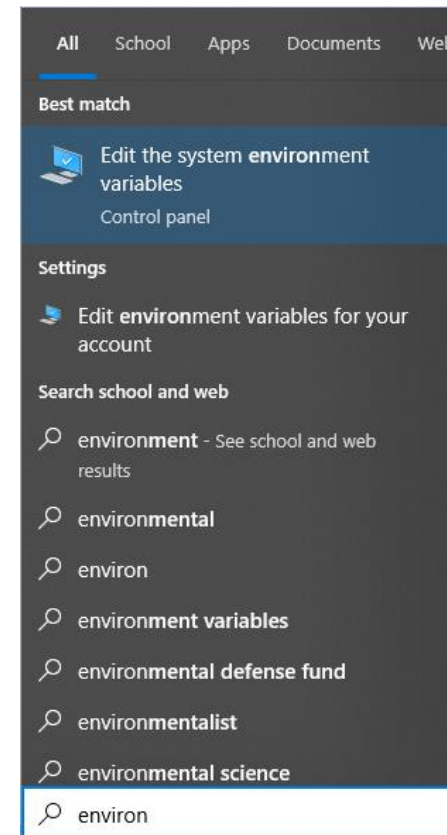 All School Apps Documents
Best match
Edit the system environment
variables
Control panel
Settings
Edit environment variables for your
account
Search school and web
environment - See school and web
results
environmental
environ
environment variables
environmental defense fund
environmentalist
environmental science
environ